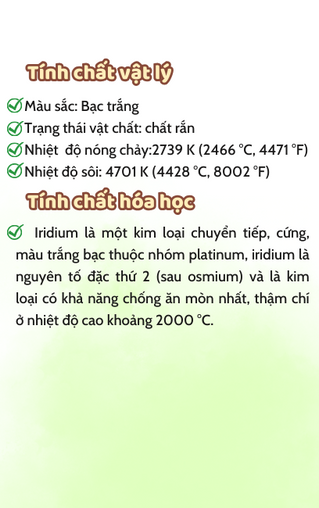 Tính chất vật lý
Màu sắc: Bạc trắng
Trạng thái vật chất: chất rắn
Nhiệt độ nóng chảy:2739 K (2466 °C, 4471 °F)
Nhiệt độ sôi: 4701 K (4428 °C, 8002 °F)
Tính chất hóa học
Iridium là một kim loại chuyển tiếp, cứng,
màu trắng bạc thuộc nhóm platinum, iridium là
nguyên tố đặc thứ 2 (sau osmium) và là kim
loại có khả năng chống ăn mòn nhất, thậm chí
ở nhiệt độ cao khoảng 2000 °C.